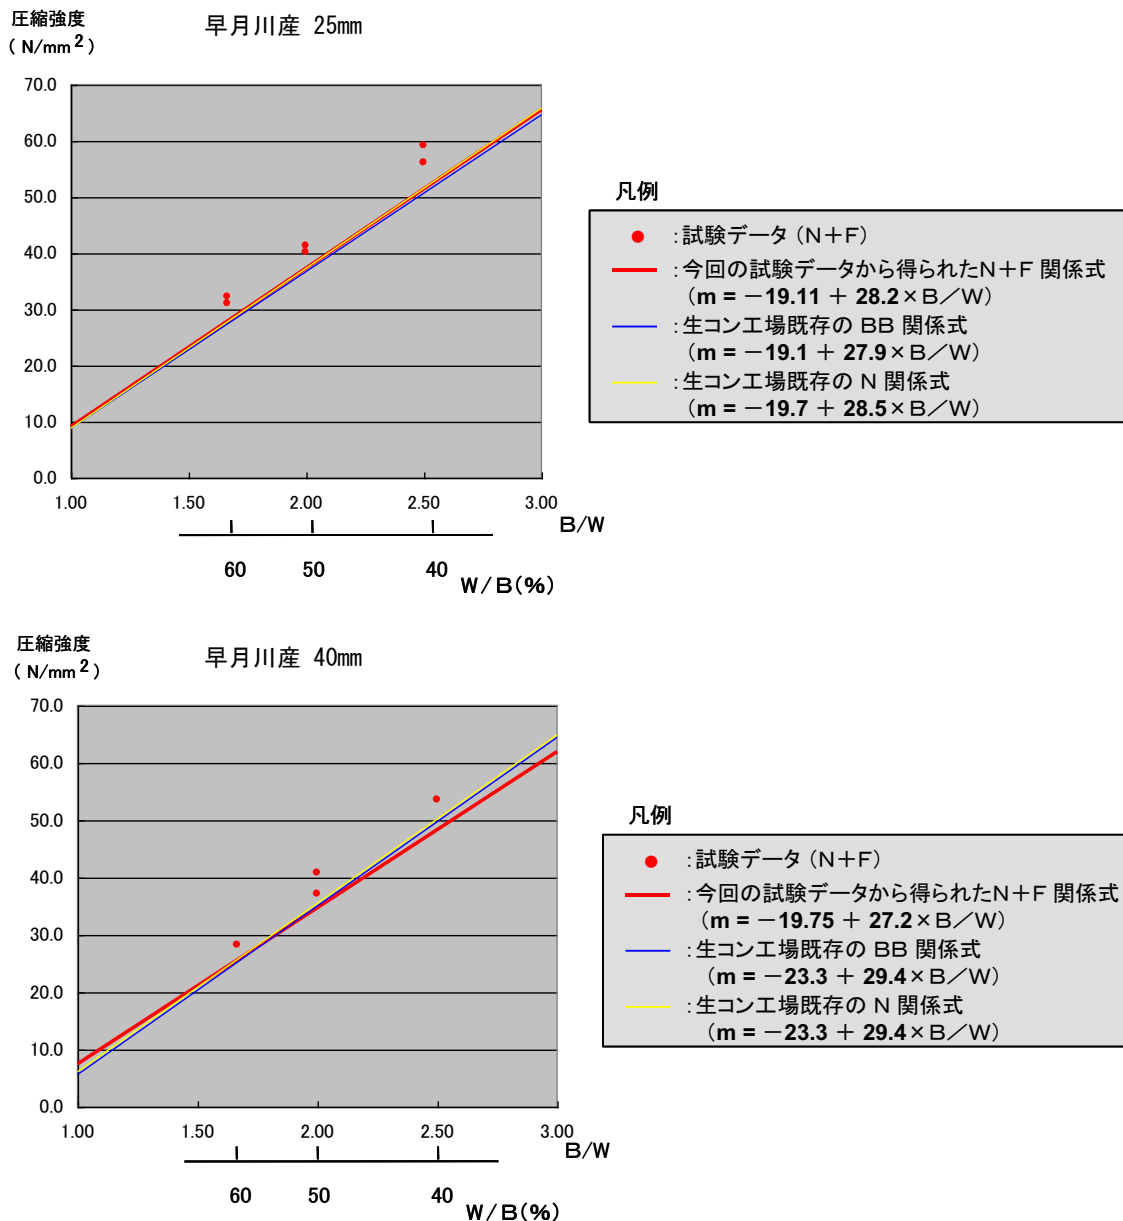 圧縮強度
( N/mm 2 )
早月川産 25mm
70.0
60.0
50.0
40.0
30.0
20.0
10.0
0.0
1.00 1.50 2.00 2.50 3.00
B/W
60 50 40
W/B(%)
凡例
:試験データ (N+F)
:今回の試験データから得られたN+F 関係式
(m = -19.11 + 28.2×B/W)
:生コン工場既存の BB 関係式
(m = -19.1 + 27.9×B/W)
:生コン工場既存の N 関係式
(m = -19.7 + 28.5×B/W)
圧縮強度
( N/mm 2 )
早月川産 40mm
70.0
60.0
50.0
40.0
30.0
20.0
10.0
0.0
1.00 1.50 2.00 2.50 3.00
B/W
60 50 40
W/B(%)
凡例
:試験データ (N+F)
:今回の試験データから得られたN+F 関係式
(m = -19.75 + 27.2×B/W)
:生コン工場既存の BB 関係式
(m = -23.3 + 29.4×B/W)
:生コン工場既存の N 関係式
(m = -23.3 + 29.4×B/W)